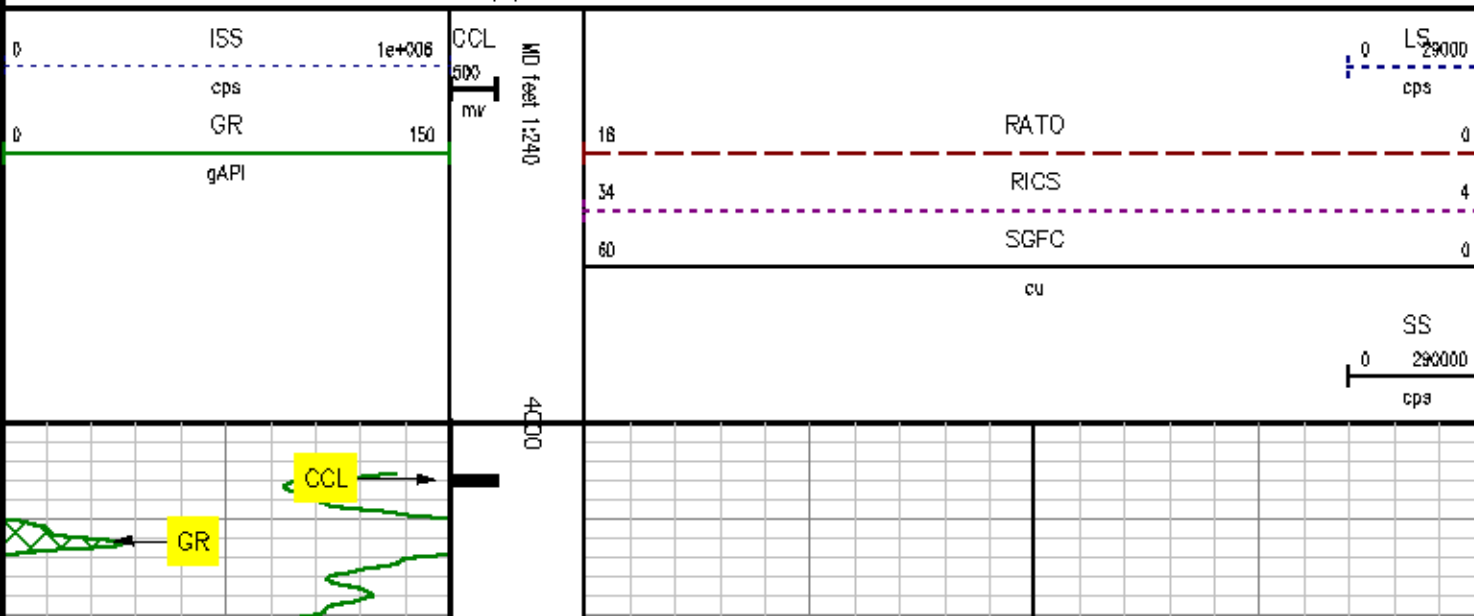 ISS
0 1e+006
cps
GR
0 150
gAPI
CCL
500
mv
MD feet 1:240
LS
0 29000
cps
RATO
16 0
RICS
34 4
SGFC
60 0
cu
SS
0 290000
cps
4000
CCL
GR